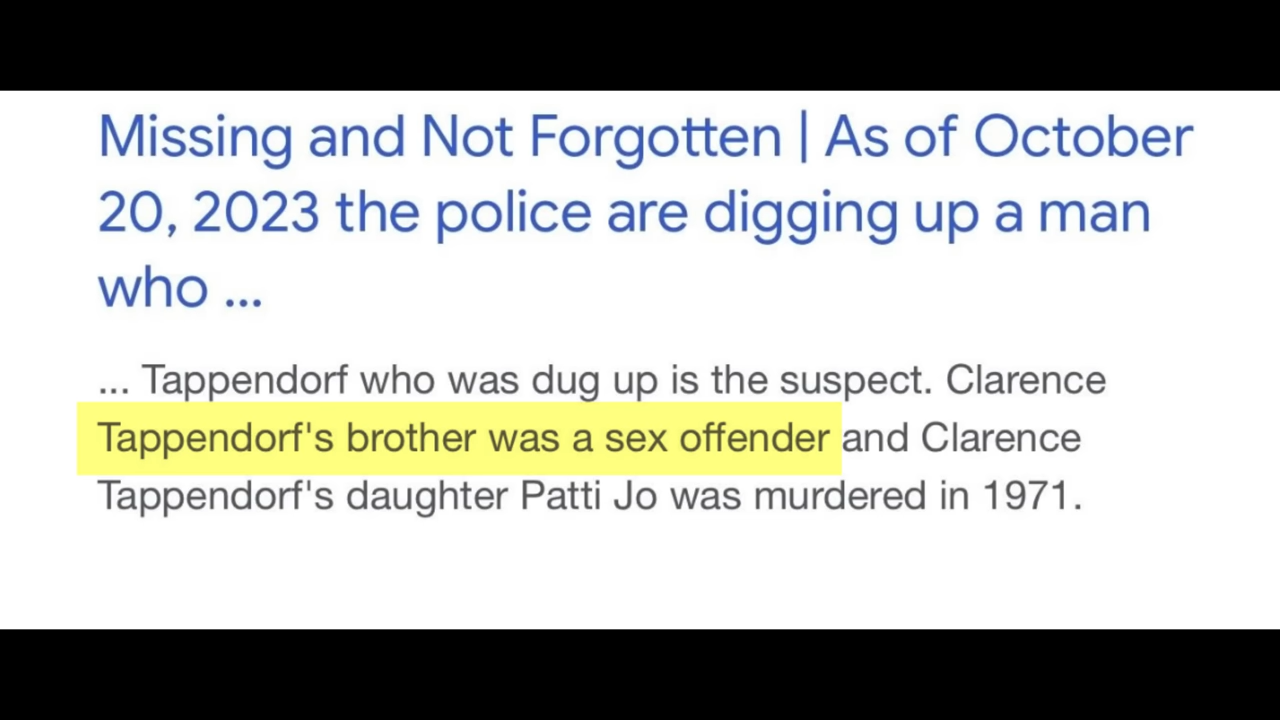 Missing and Not Forgotten | As of October
20, 2023 the police are digging up a man
who ...
... Tappendorf who was dug up is the suspect. Clarence
Tappendorf's brother was a sex offender and Clarence
Tappendorf's daughter Patti Jo was murdered in 1971.